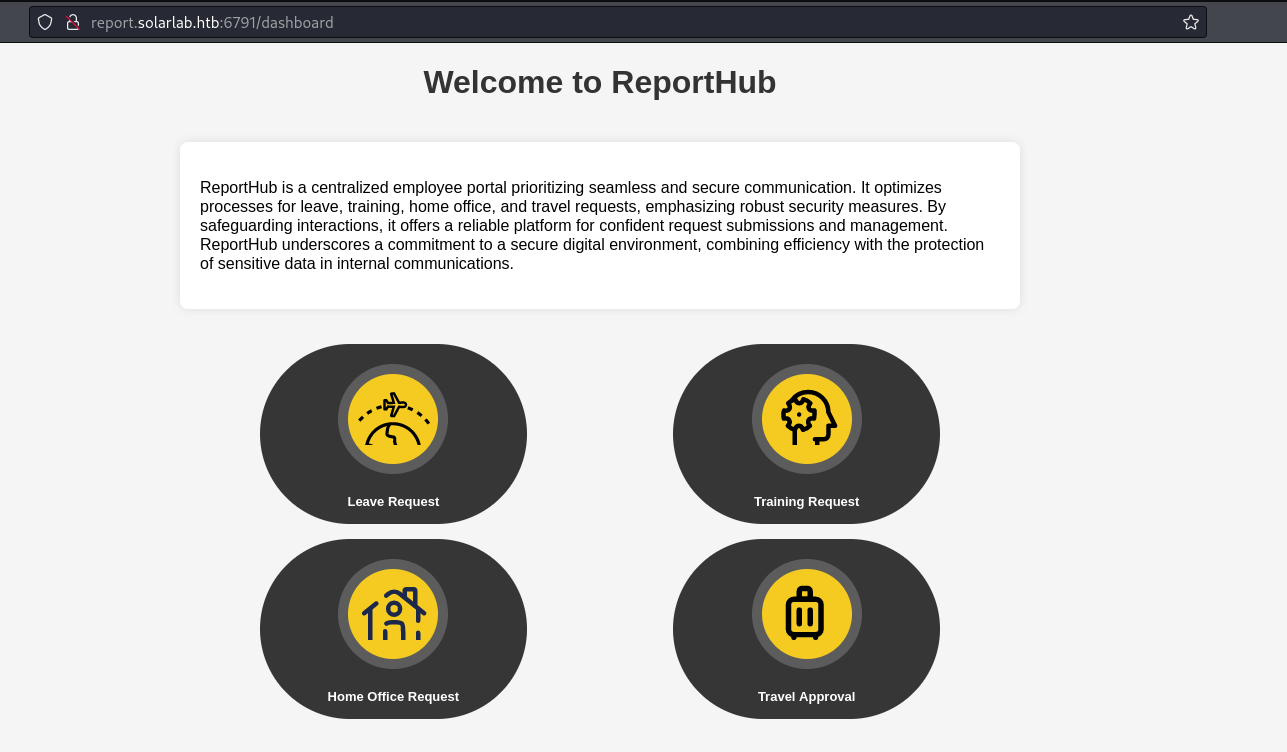 report.solarlab.htb:6791/dashboard
Welcome to ReportHub
ReportHub is a centralized employee portal prioritizing seamless and secure communication. It optimizes
processes for leave, training, home office, and travel requests, emphasizing robust security measures. By
safeguarding interactions, it offers a reliable platform for confident request submissions and management.
ReportHub underscores a commitment to a secure digital environment, combining efficiency with the protection
of sensitive data in internal communications.
Leave Request
Training Request
Home Office Request
Travel Approval